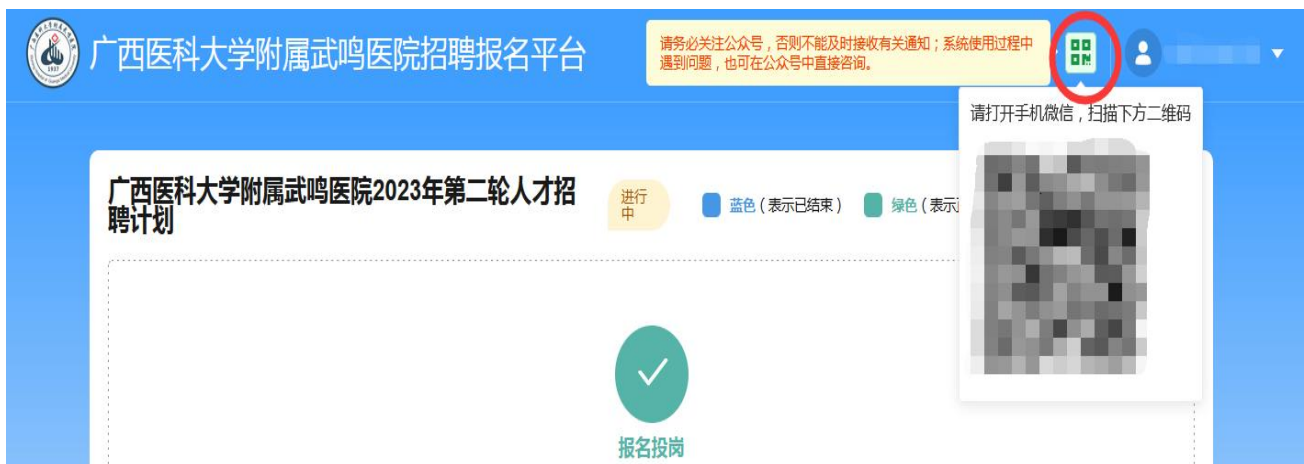 广西医科大学附属武鸣医院招聘报名平台
请务必关注公众号，否则不能及时接收有关通知；系统使用过程中
遇到问题，也可在公众号中直接咨询。
请打开手机微信，扫描下方二维码
广西医科大学附属武鸣医院2023年第二轮人才招
聘计划
进行
中
蓝色（表示已结束）
绿色（表示
报名投岗